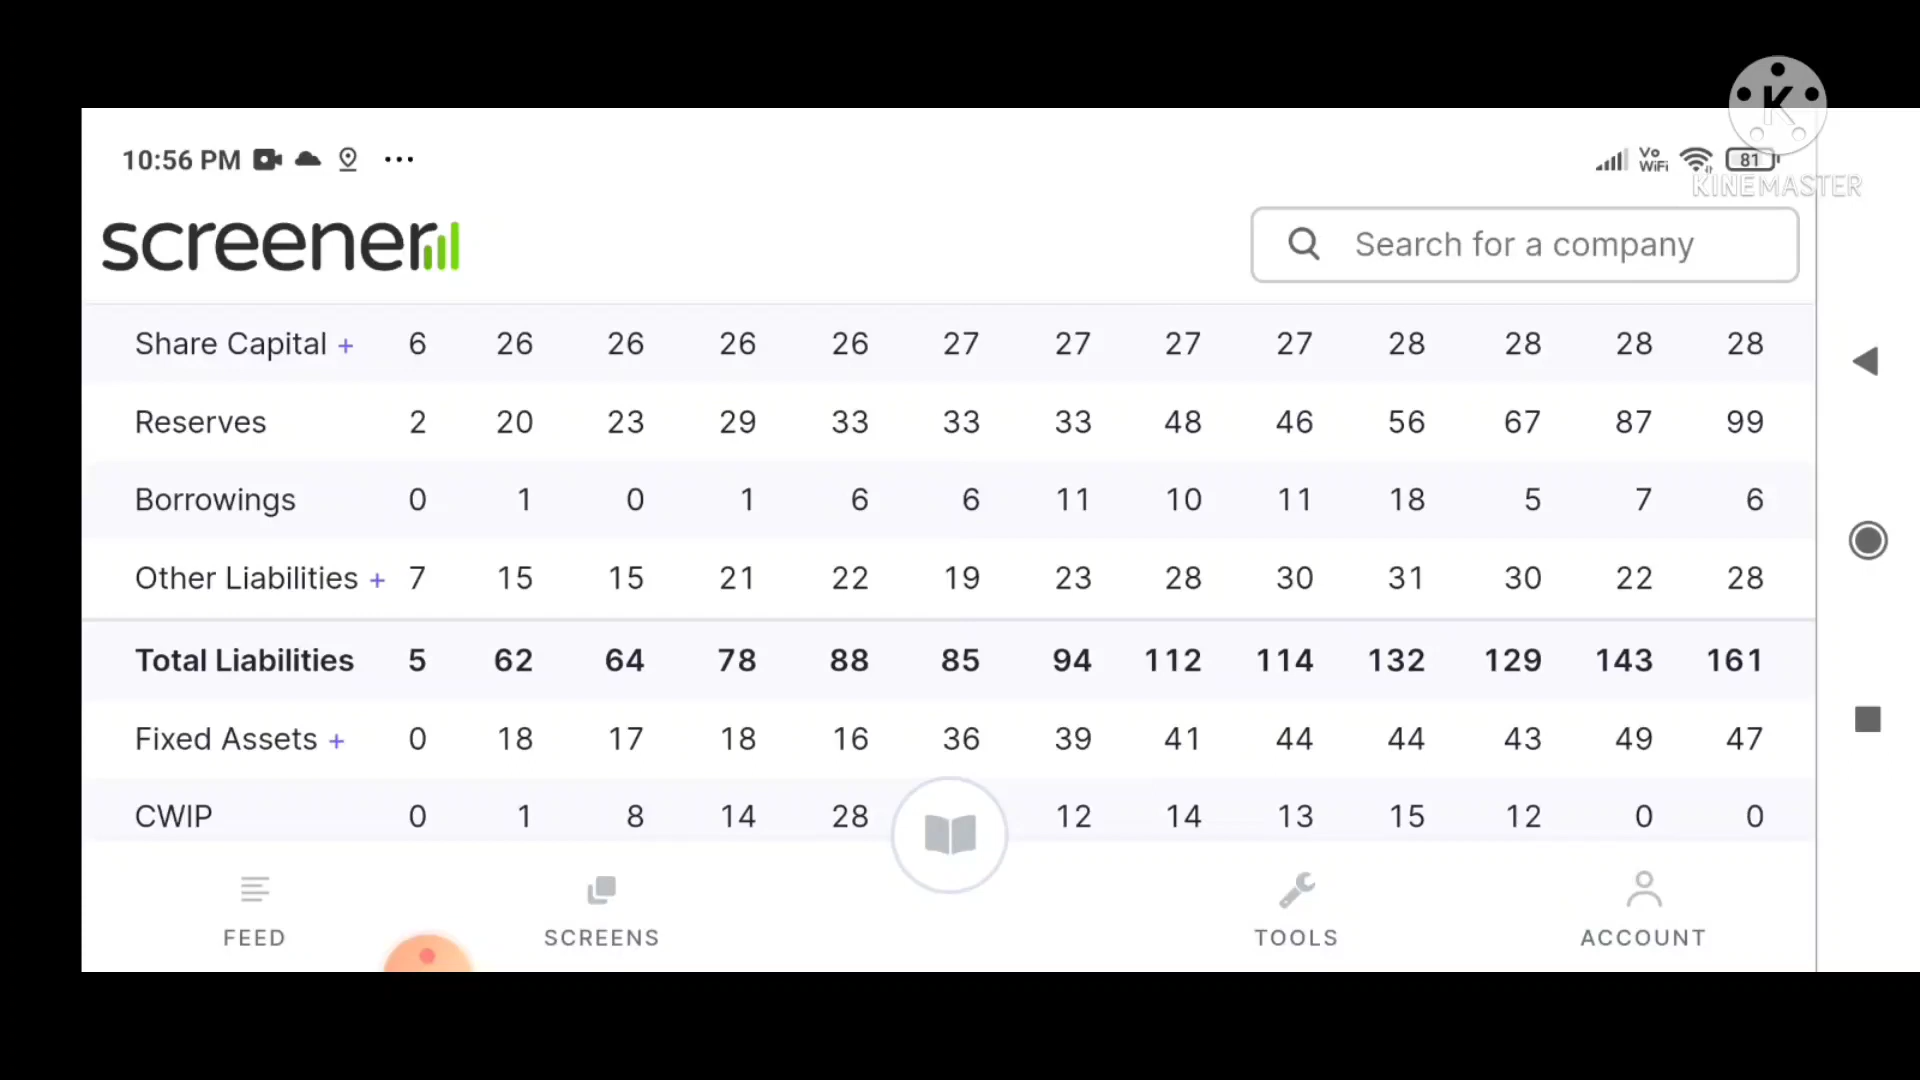 10:56 PM
Vo WiFi
81
KINEMASTER
screener
Search for a company
Share Capital + 6 26 26 26 26 27 27 27 27 28 28 28 28
Reserves 2 20 23 29 33 33 33 48 46 56 67 87 99
Borrowings 0 1 0 1 6 6 11 10 11 18 5 7 6
Other Liabilities + 7 15 15 21 22 19 23 28 30 31 30 22 28
Total Liabilities 5 62 64 78 88 85 94 112 114 132 129 143 161
Fixed Assets + 0 18 17 18 16 36 39 41 44 44 43 49 47
CWIP 0 1 8 14 28 12 14 13 15 12 0 0
FEED
SCREENS
TOOLS
ACCOUNT